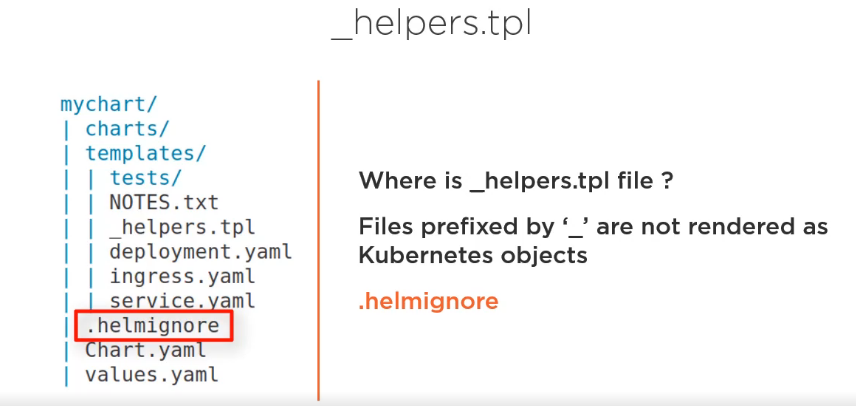 _helpers.tpl
mychart/
| charts/
| templates/
| | tests/
| | NOTES.txt
| | _helpers.tpl
| | deployment.yaml
| | ingress.yaml
| | service.yaml
| .helmignore
| Chart.yaml
| values.yaml
Where is _helpers.tpl file ?
Files prefixed by ‘_’ are not rendered as
Kubernetes objects
.helmignore